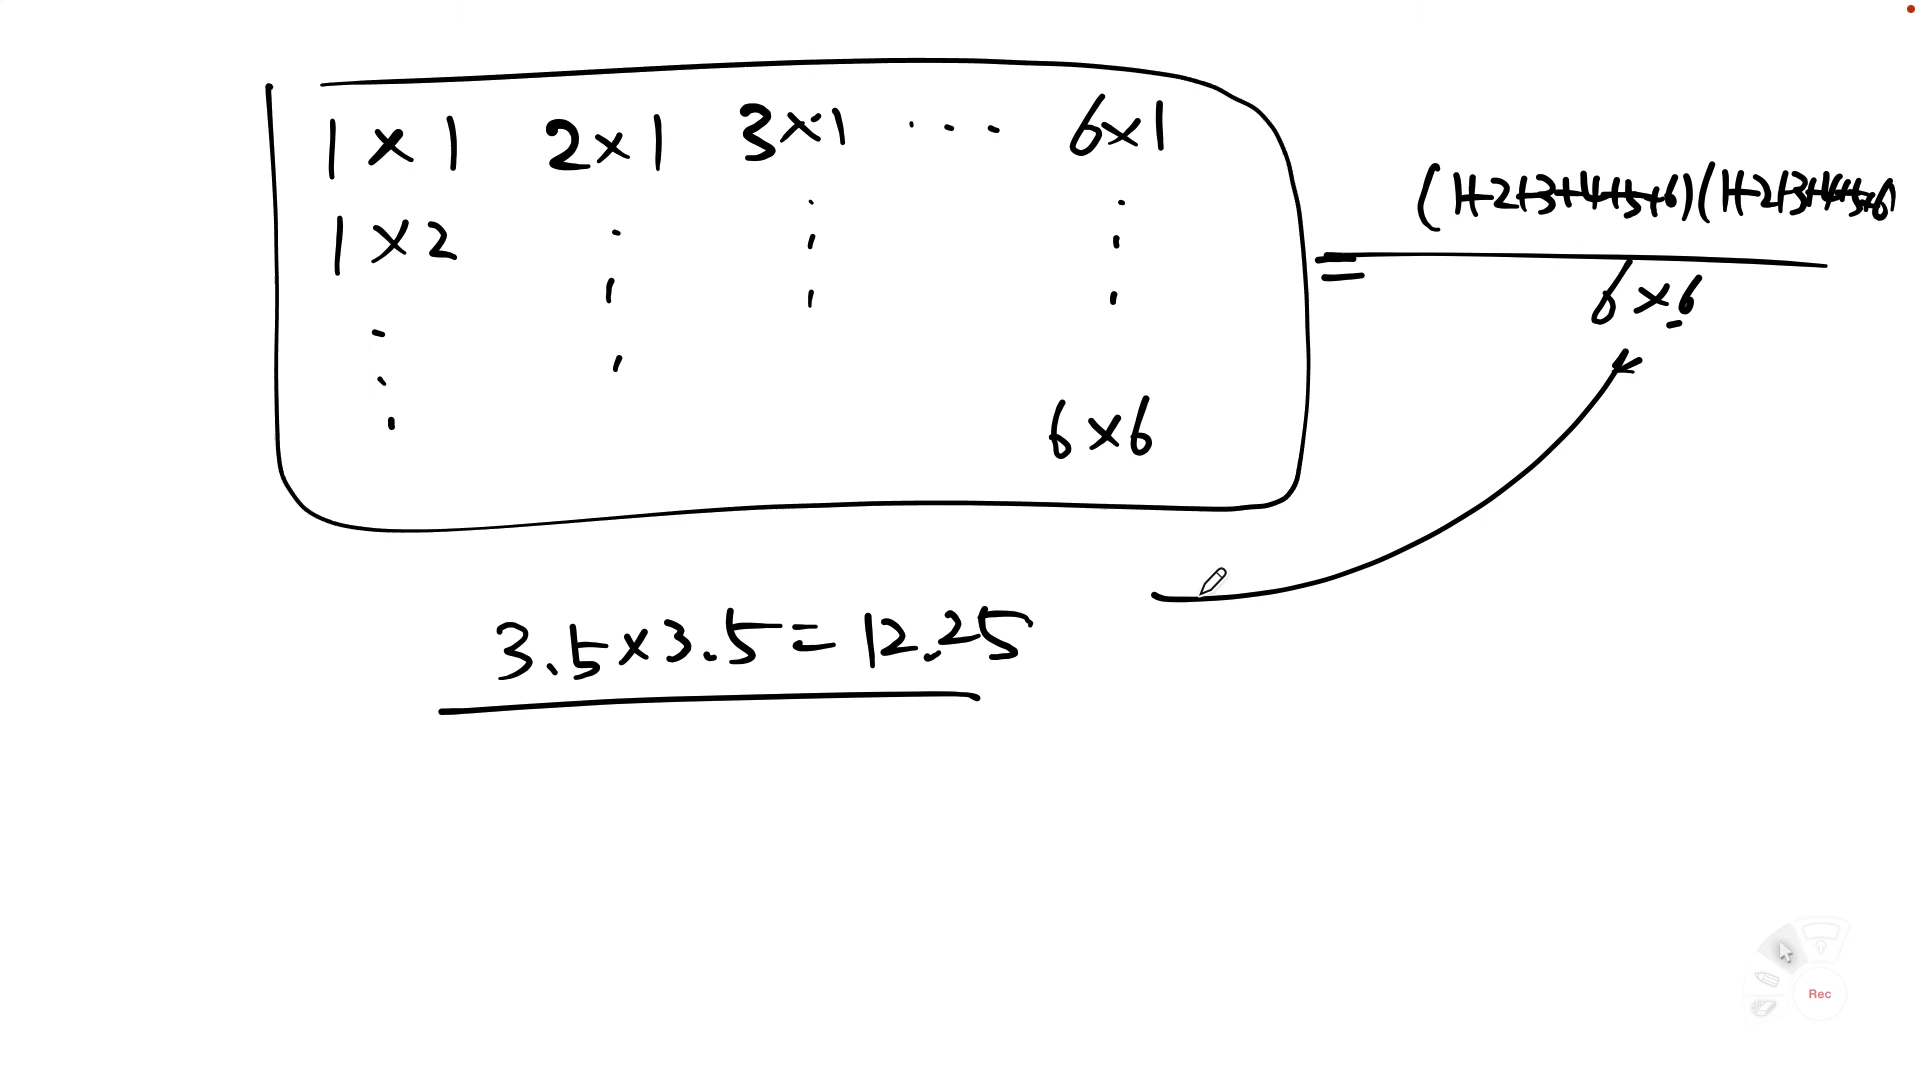 1 × 1 2 × 1 3 × 1 ... 6 × 1
1 × 2
6 × 6
= (1+2+3+4+5+6)(1+2+3+4+5+6)
6 × 6
3.5 × 3.5 = 12.25
Rec